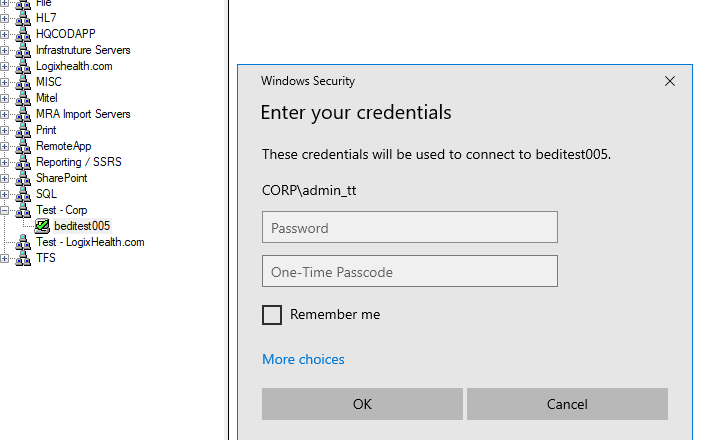 File
HL7
HQCODAPP
Infrastruture Servers
Logixhealth.com
MISC
Mitel
MRA Import Servers
Print
RemoteApp
Reporting / SSRS
SharePoint
SQL
Test - Corp
beditest005
Test - LogixHealth.com
TFS
Windows Security
Enter your credentials
These credentials will be used to connect to beditest005.
CORP\admin_tt
Password
One-Time Passcode
Remember me
More choices
OK
Cancel